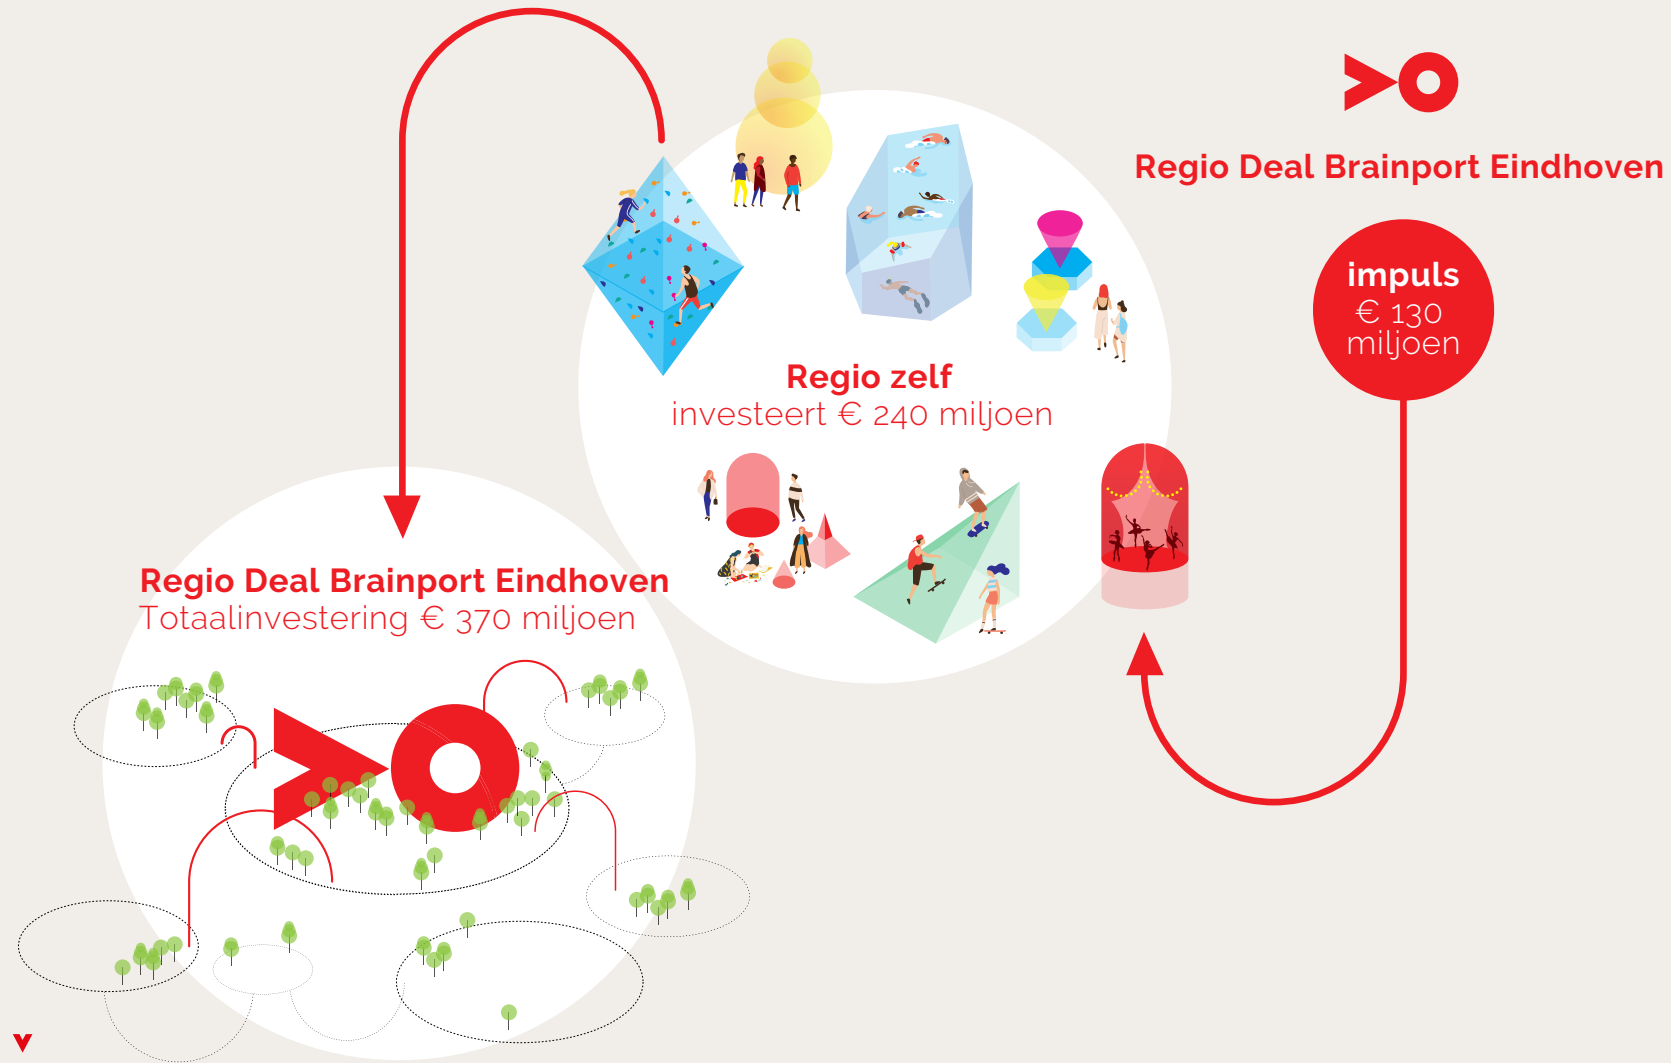 Regio Deal Brainport Eindhoven
impuls
€ 130
miljoen
Regio zelf
investeert € 240 miljoen
Regio Deal Brainport Eindhoven
Totaalinvestering € 370 miljoen